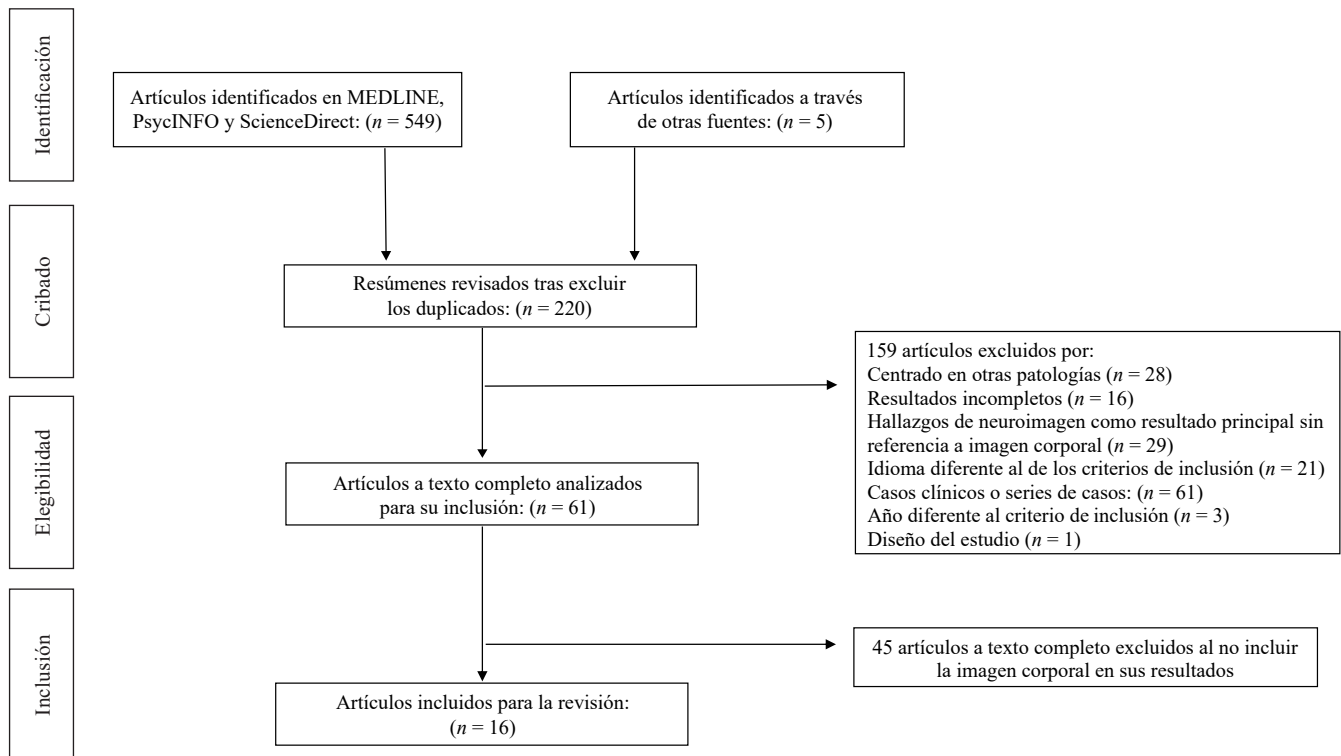 Identificación
Artículos identificados en MEDLINE,
PsycINFO y ScienceDirect: (n = 549)
Artículos identificados a través
de otras fuentes: (n = 5)
Cribado
Resúmenes revisados tras excluir
los duplicados: (n = 220)
159 artículos excluidos por:
Centrado en otras patologías (n = 28)
Resultados incompletos (n = 16)
Hallazgos de neuroimagen como resultado principal sin
referencia a imagen corporal (n = 29)
Idioma diferente al de los criterios de inclusión (n = 21)
Casos clínicos o series de casos: (n = 61)
Año diferente al criterio de inclusión (n = 3)
Diseño del estudio (n = 1)
Elegibilidad
Artículos a texto completo analizados
para su inclusión: (n = 61)
Inclusión
45 artículos a texto completo excluidos al no incluir
la imagen corporal en sus resultados
Artículos incluidos para la revisión:
(n = 16)